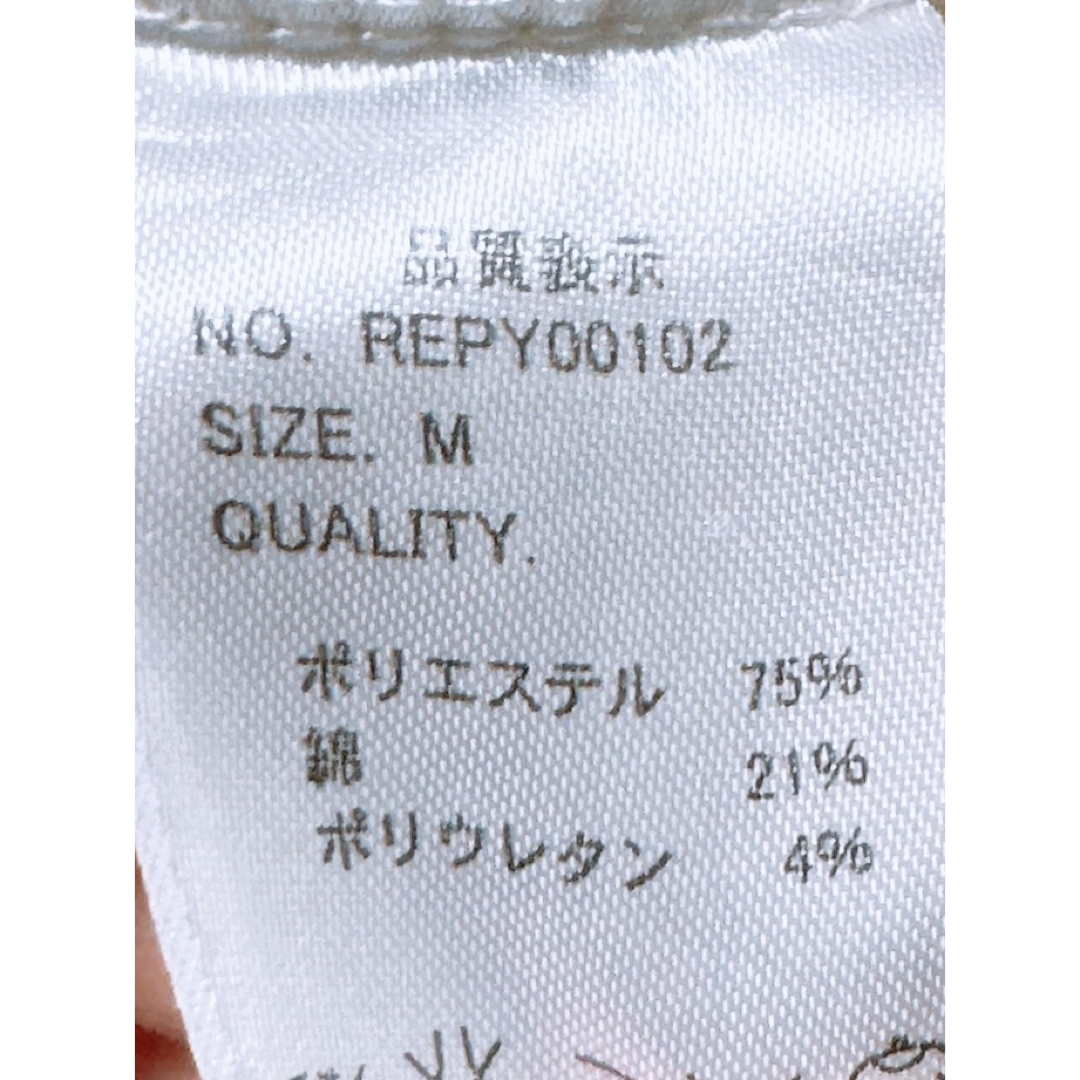 品質表示
NO. REPY00102
SIZE. M
QUALITY.
ポリエステル 75%
綿 21%
ポリウレタン 4%